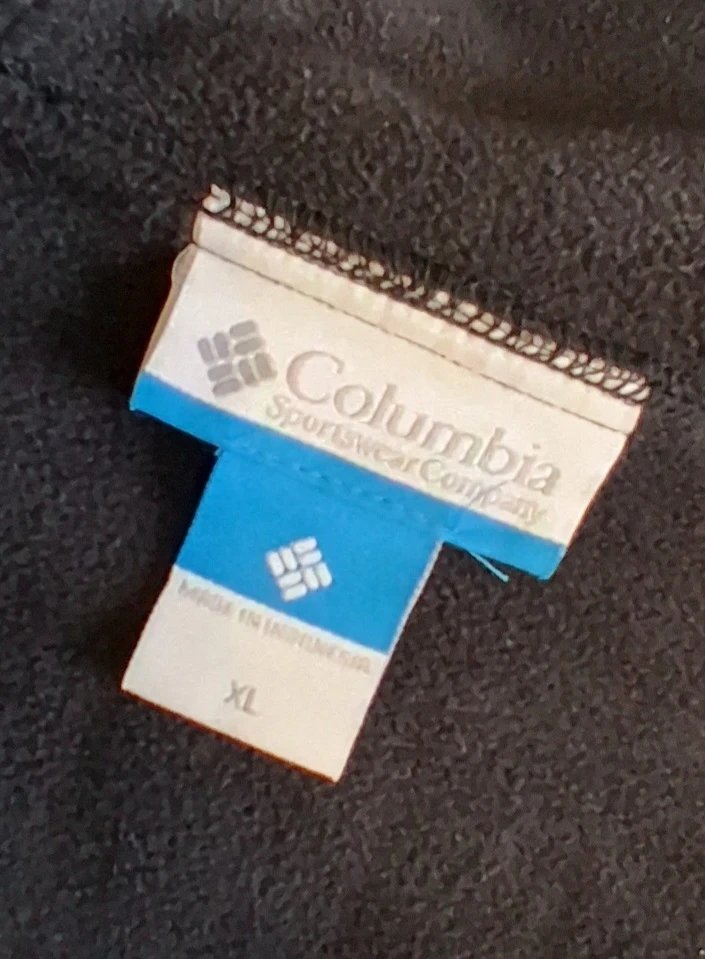 Columbia
Sportswear Company
MADE IN INDONESIA
XL